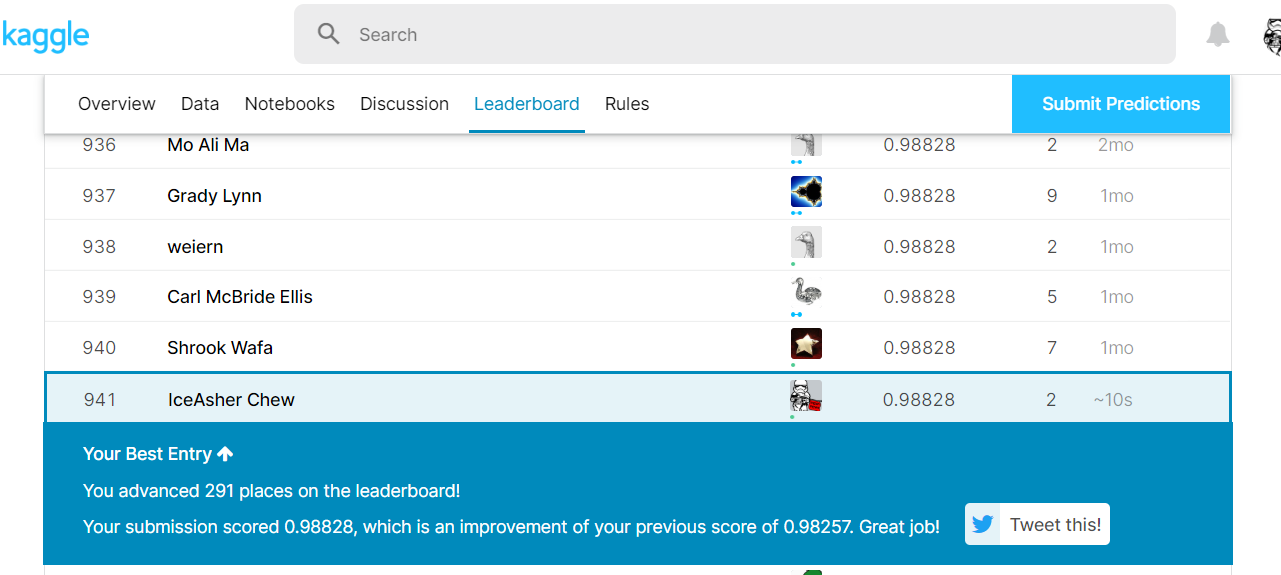 kaggle Search
Overview Data Notebooks Discussion Leaderboard Rules Submit Predictions
936 Mo Ali Ma 0.98828 2 2mo
937 Grady Lynn 0.98828 9 1mo
938 weiern 0.98828 2 1mo
939 Carl McBride Ellis 0.98828 5 1mo
940 Shrook Wafa 0.98828 7 1mo
941 IceAsher Chew 0.98828 2 ~10s
Your Best Entry
You advanced 291 places on the leaderboard!
Your submission scored 0.98828, which is an improvement of your previous score of 0.98257. Great job! Tweet this!